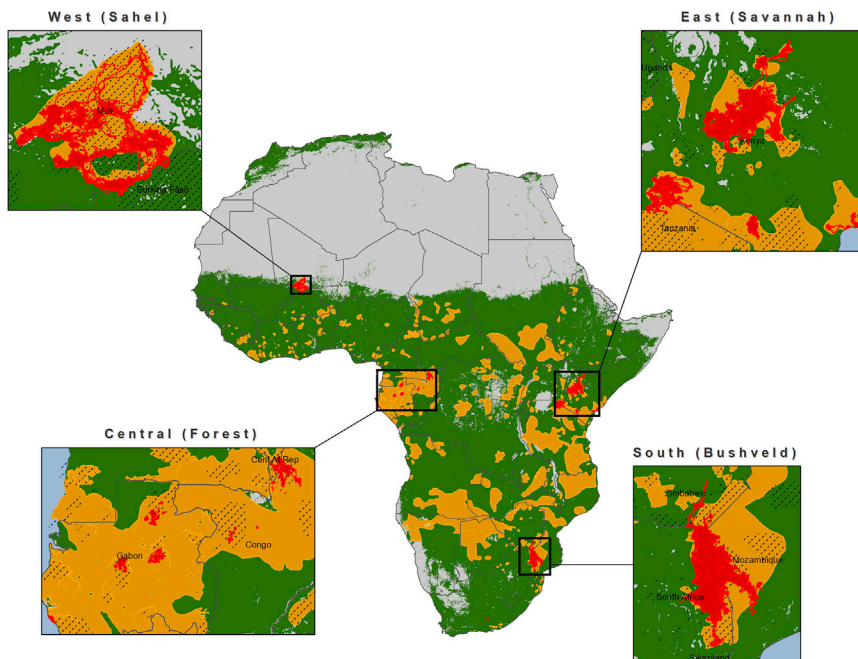 West (Sahel)
East (Savannah)
Uganda
Mali
Kenya
Burkina Faso
Tanzania
Central (Forest)
South (Bushveld)
Cent Af Rep
Zimbabwe
Gabon
Congo
Mozambique
South Africa
Swaziland